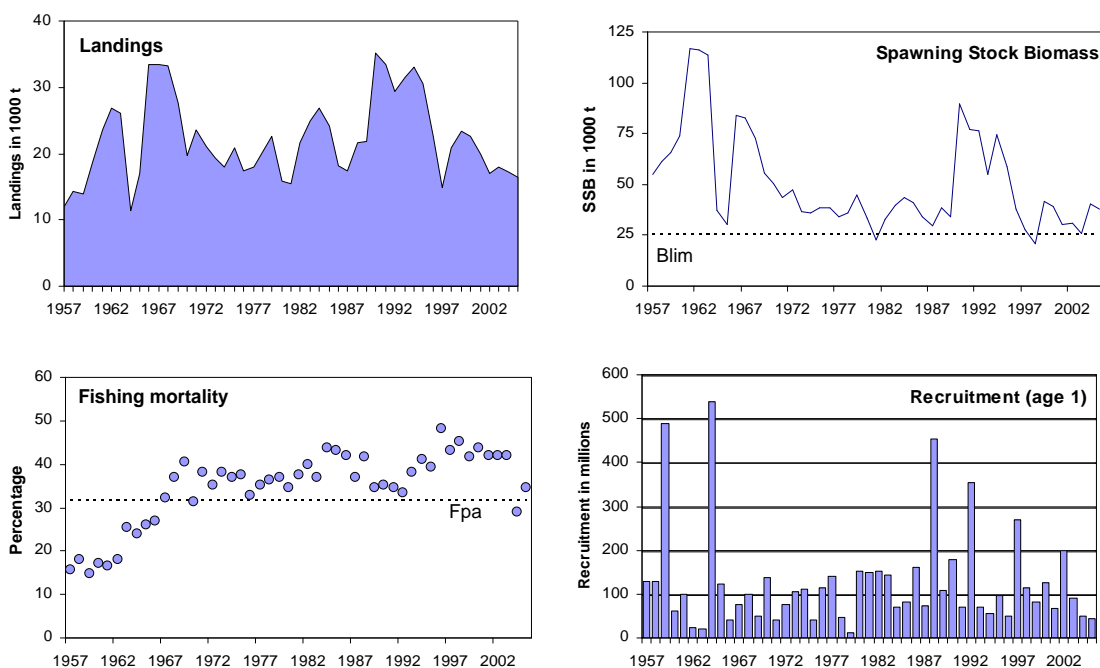 Landings
Landings in 1000 t
40
30
20
10
0
1957 1962 1967 1972 1977 1982 1987 1992 1997 2002
Spawning Stock Biomass
SSB in 1000 t
125
100
75
50
25
0
Blim
1957 1962 1967 1972 1977 1982 1987 1992 1997 2002
Fishing mortality
Percentage
60
50
40
30
20
10
0
Fpa
1957 1962 1967 1972 1977 1982 1987 1992 1997 2002
Recruitment (age 1)
Recruitment in millions
600
500
400
300
200
100
0
1957 1962 1967 1972 1977 1982 1987 1992 1997 2002